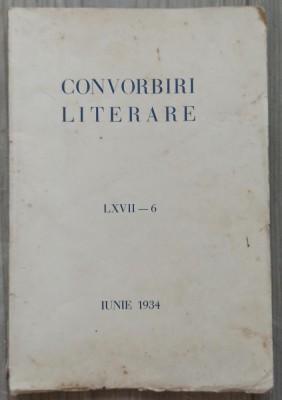 CONVORBIRI
LITERARE
LXVII — 6
IUNIE 1934